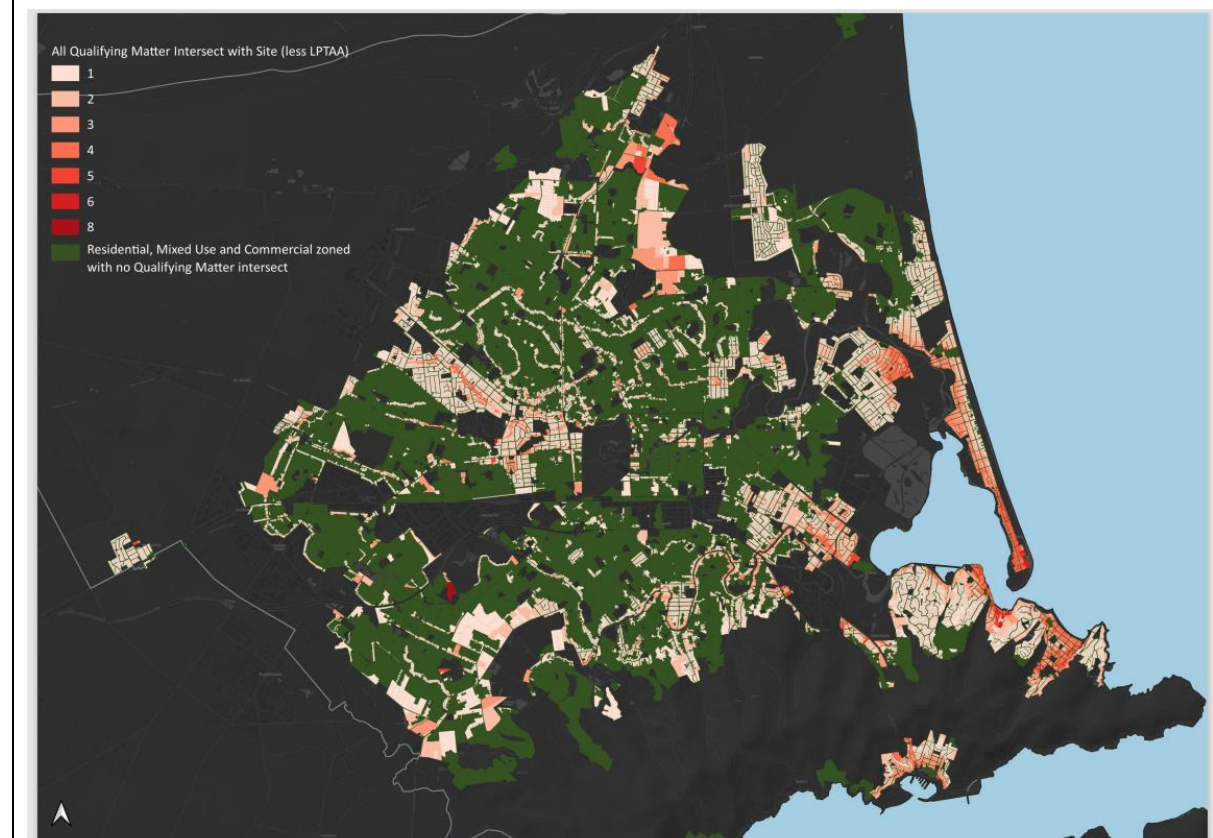 All Qualifying Matter Intersect with Site (less LPTAA)
1
2
3
4
5
6
8
Residential, Mixed Use and Commercial zoned
with no Qualifying Matter intersect